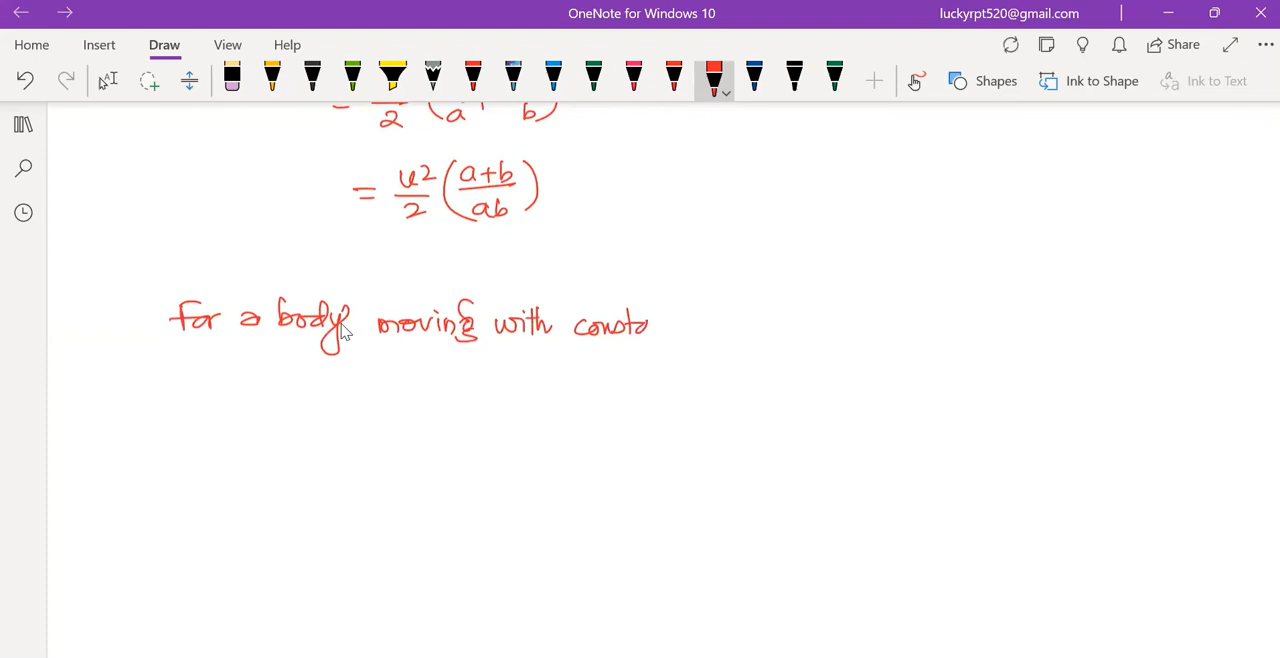 OneNote for Windows 10
luckyrpt520@gmail.com
Home Insert Draw View Help
Share
Shapes Ink to Shape Ink to Text
= 2 (a + b)
= u²/2 (a+b/ab)
For a body moving with consta